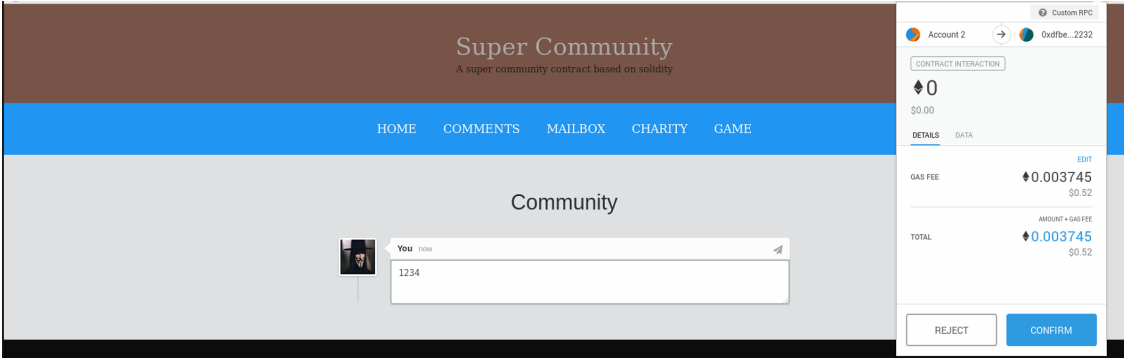 Super Community
A super community contract based on solidity
HOME COMMENTS MAILBOX CHARITY GAME
Community
You now
1234
Custom RPC
Account 2 0xdfbe...2232
CONTRACT INTERACTION
0
$0.00
DETAILS DATA
EDIT
GAS FEE 0.003745
$0.52
AMOUNT + GAS FEE
TOTAL 0.003745
$0.52
REJECT CONFIRM